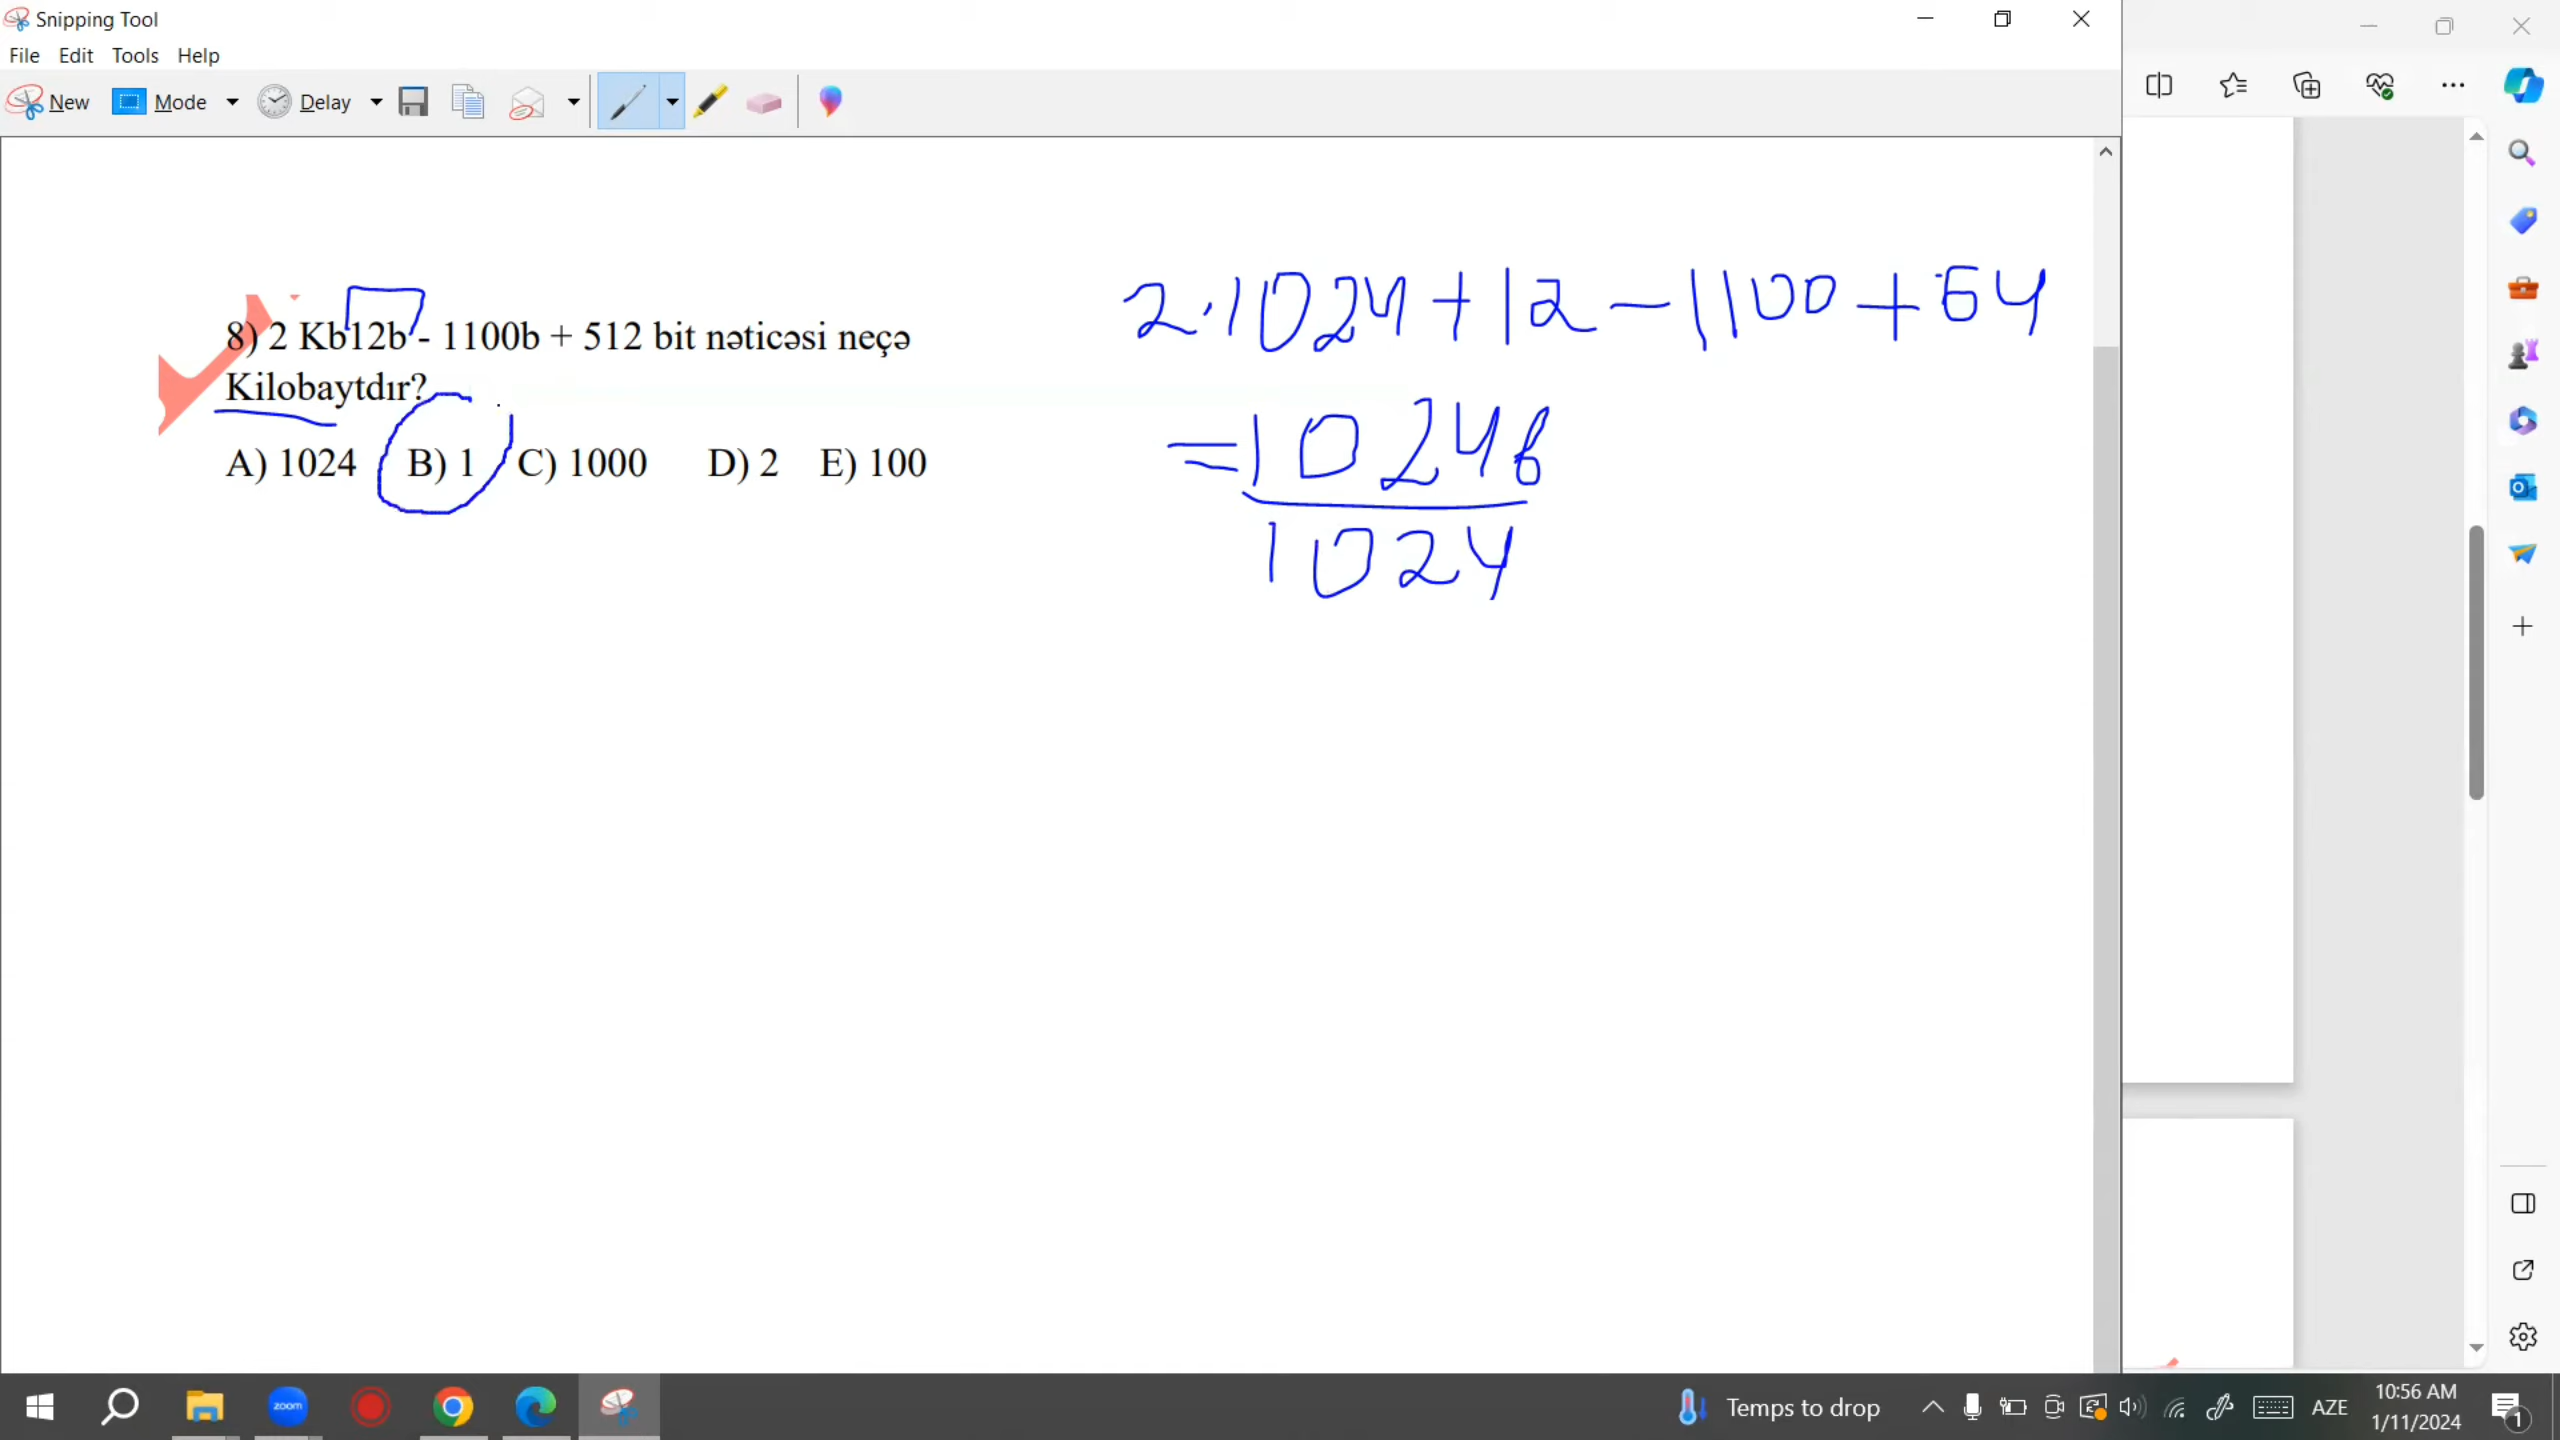 Snipping Tool
File Edit Tools Help
New Mode Delay
8) 2 Kb12b - 1100b + 512 bit nəticəsi neçə
Kilobaytdır?
A) 1024 B) 1 C) 1000 D) 2 E) 100
2·1024+12-1100+64
=1024b
1024
zoom
Temps to drop
AZE
10:56 AM
1/11/2024
1